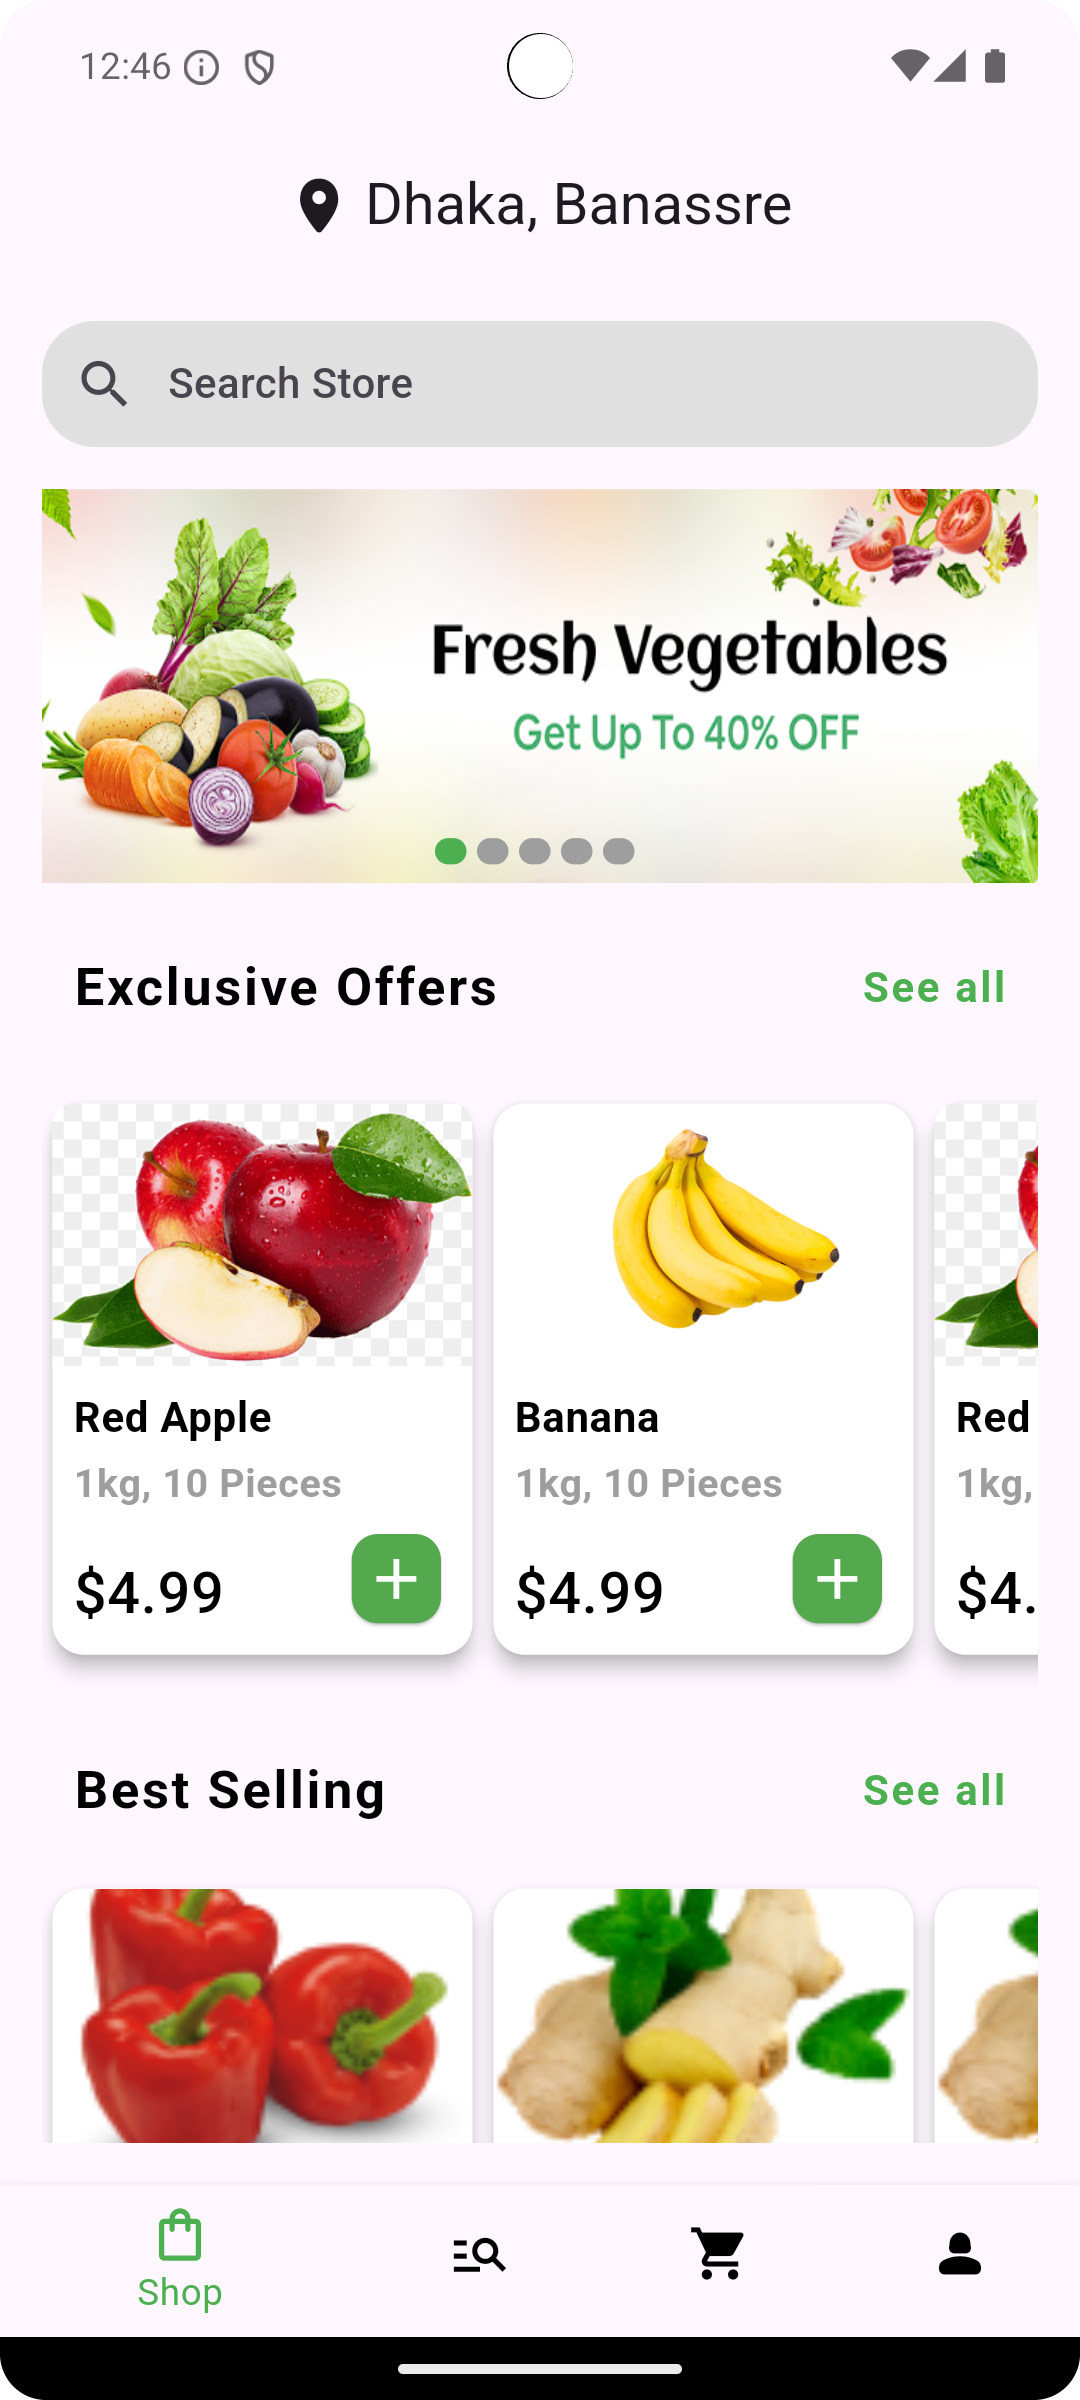 12:46
Dhaka, Banassre
Search Store
Fresh Vegetables
Get Up To 40% OFF
Exclusive Offers
See all
Red Apple
1kg, 10 Pieces
$4.99
Banana
1kg, 10 Pieces
$4.99
Red
1kg,
$4.
Best Selling
See all
Shop